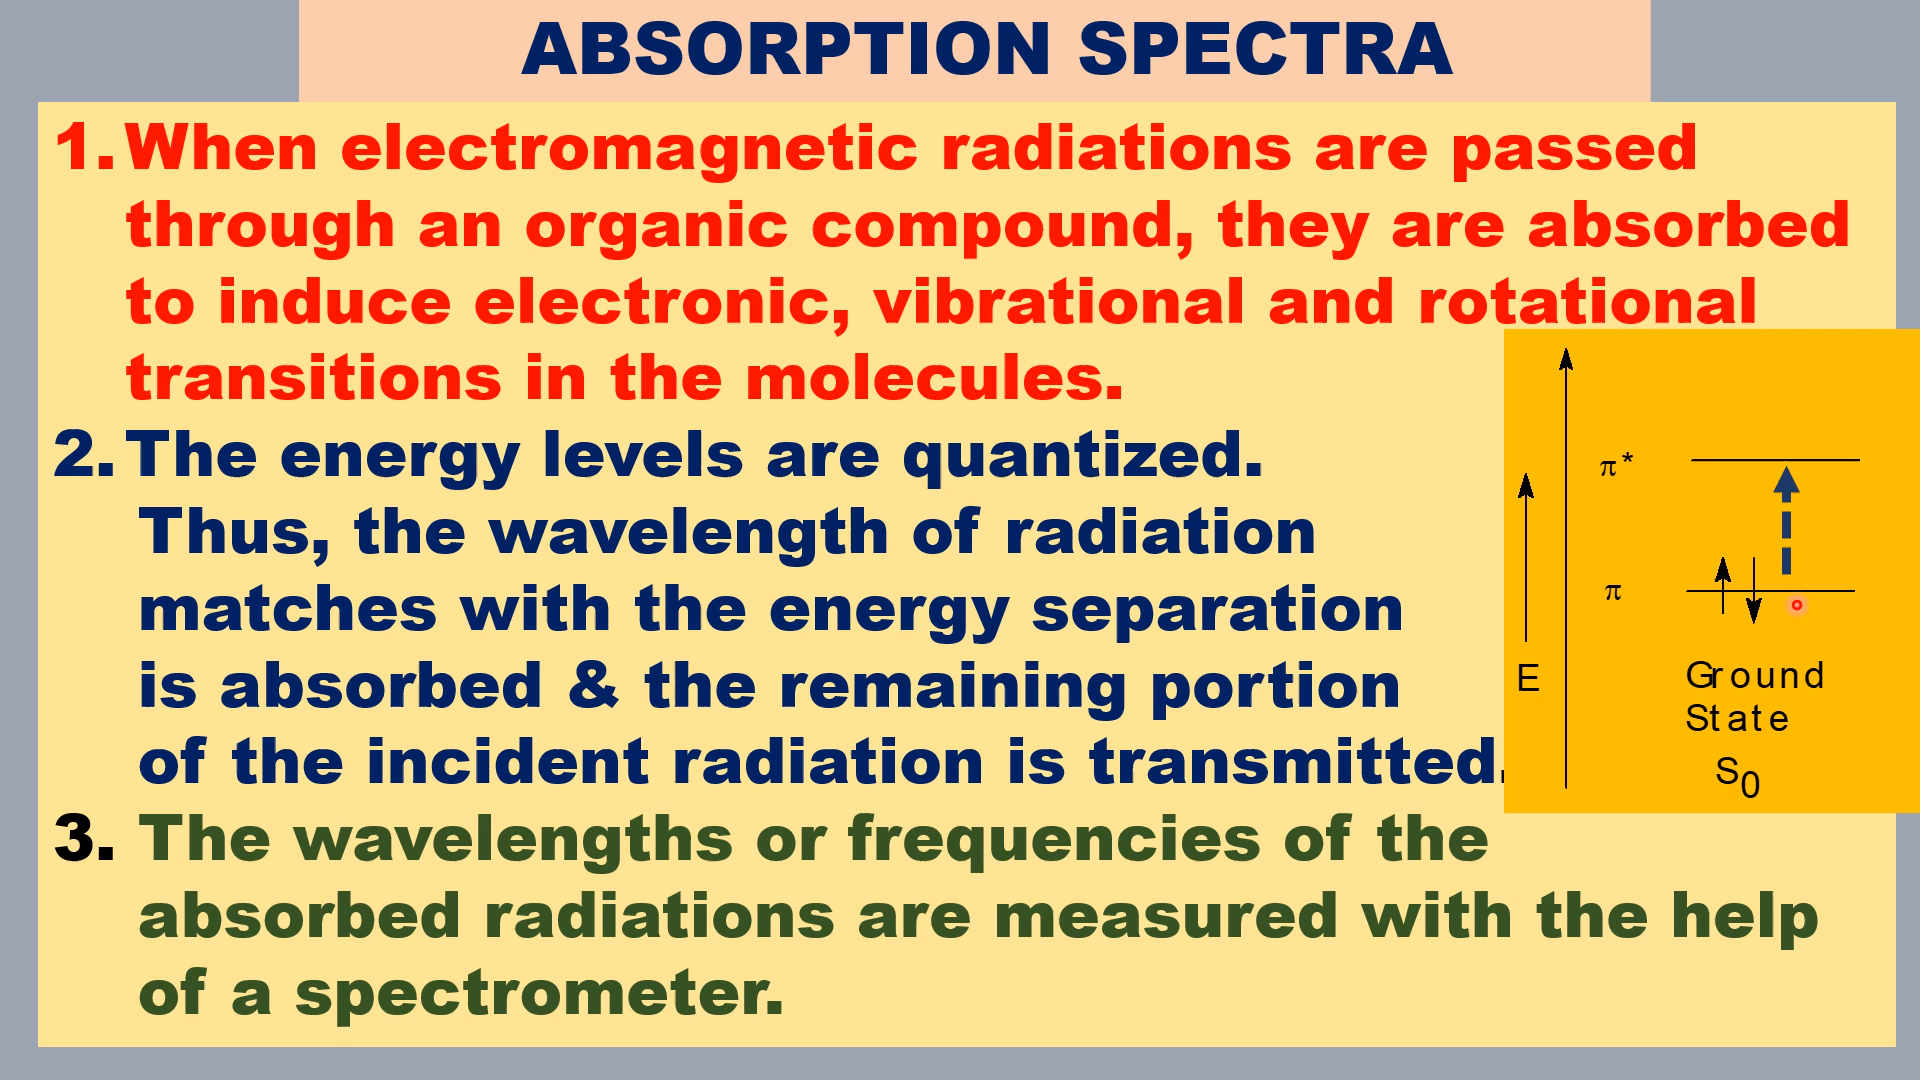 ABSORPTION SPECTRA
1. When electromagnetic radiations are passed
through an organic compound, they are absorbed
to induce electronic, vibrational and rotational
transitions in the molecules.
2. The energy levels are quantized.
Thus, the wavelength of radiation
matches with the energy separation
is absorbed & the remaining portion
of the incident radiation is transmitted.
3. The wavelengths or frequencies of the
absorbed radiations are measured with the help
of a spectrometer.
π*
π
E
Ground
State
S0